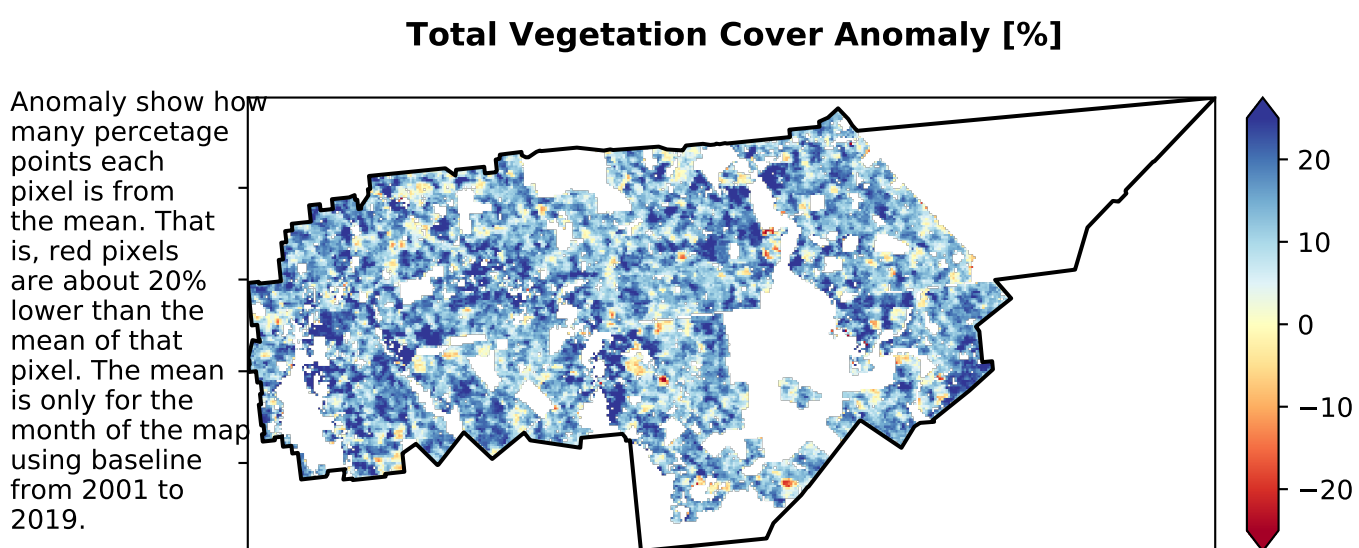 Total Vegetation Cover Anomaly [%]
Anomaly show how
many percetage
points each
pixel is from
the mean. That
is, red pixels
are about 20%
lower than the
mean of that
pixel. The mean
is only for the
month of the map
using baseline
from 2001 to
2019.
20
10
0
−10
−20